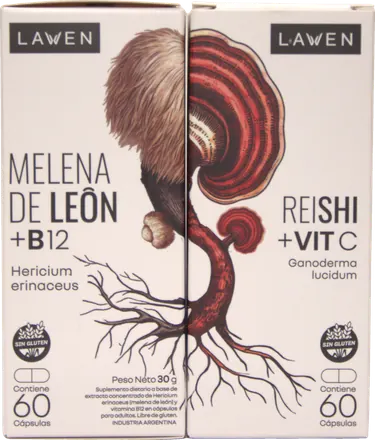 LAWEN
MELENA
DE LEÔN
+B12
Hericium
erinaceus
SIN GLUTEN
Contiene
60
Cápsulas
Peso Neto 30 g
Suplemento dietario a base de
extracto concentrado de Hericium
erinaceus (melena de león) y
vitamina B12 en cápsulas
para adultos. Libre de gluten.
INDUSTRIA ARGENTINA
LAWEN
REISHI
+VIT C
Ganoderma
lucidum
SIN GLUTEN
Contiene
60
Cápsulas